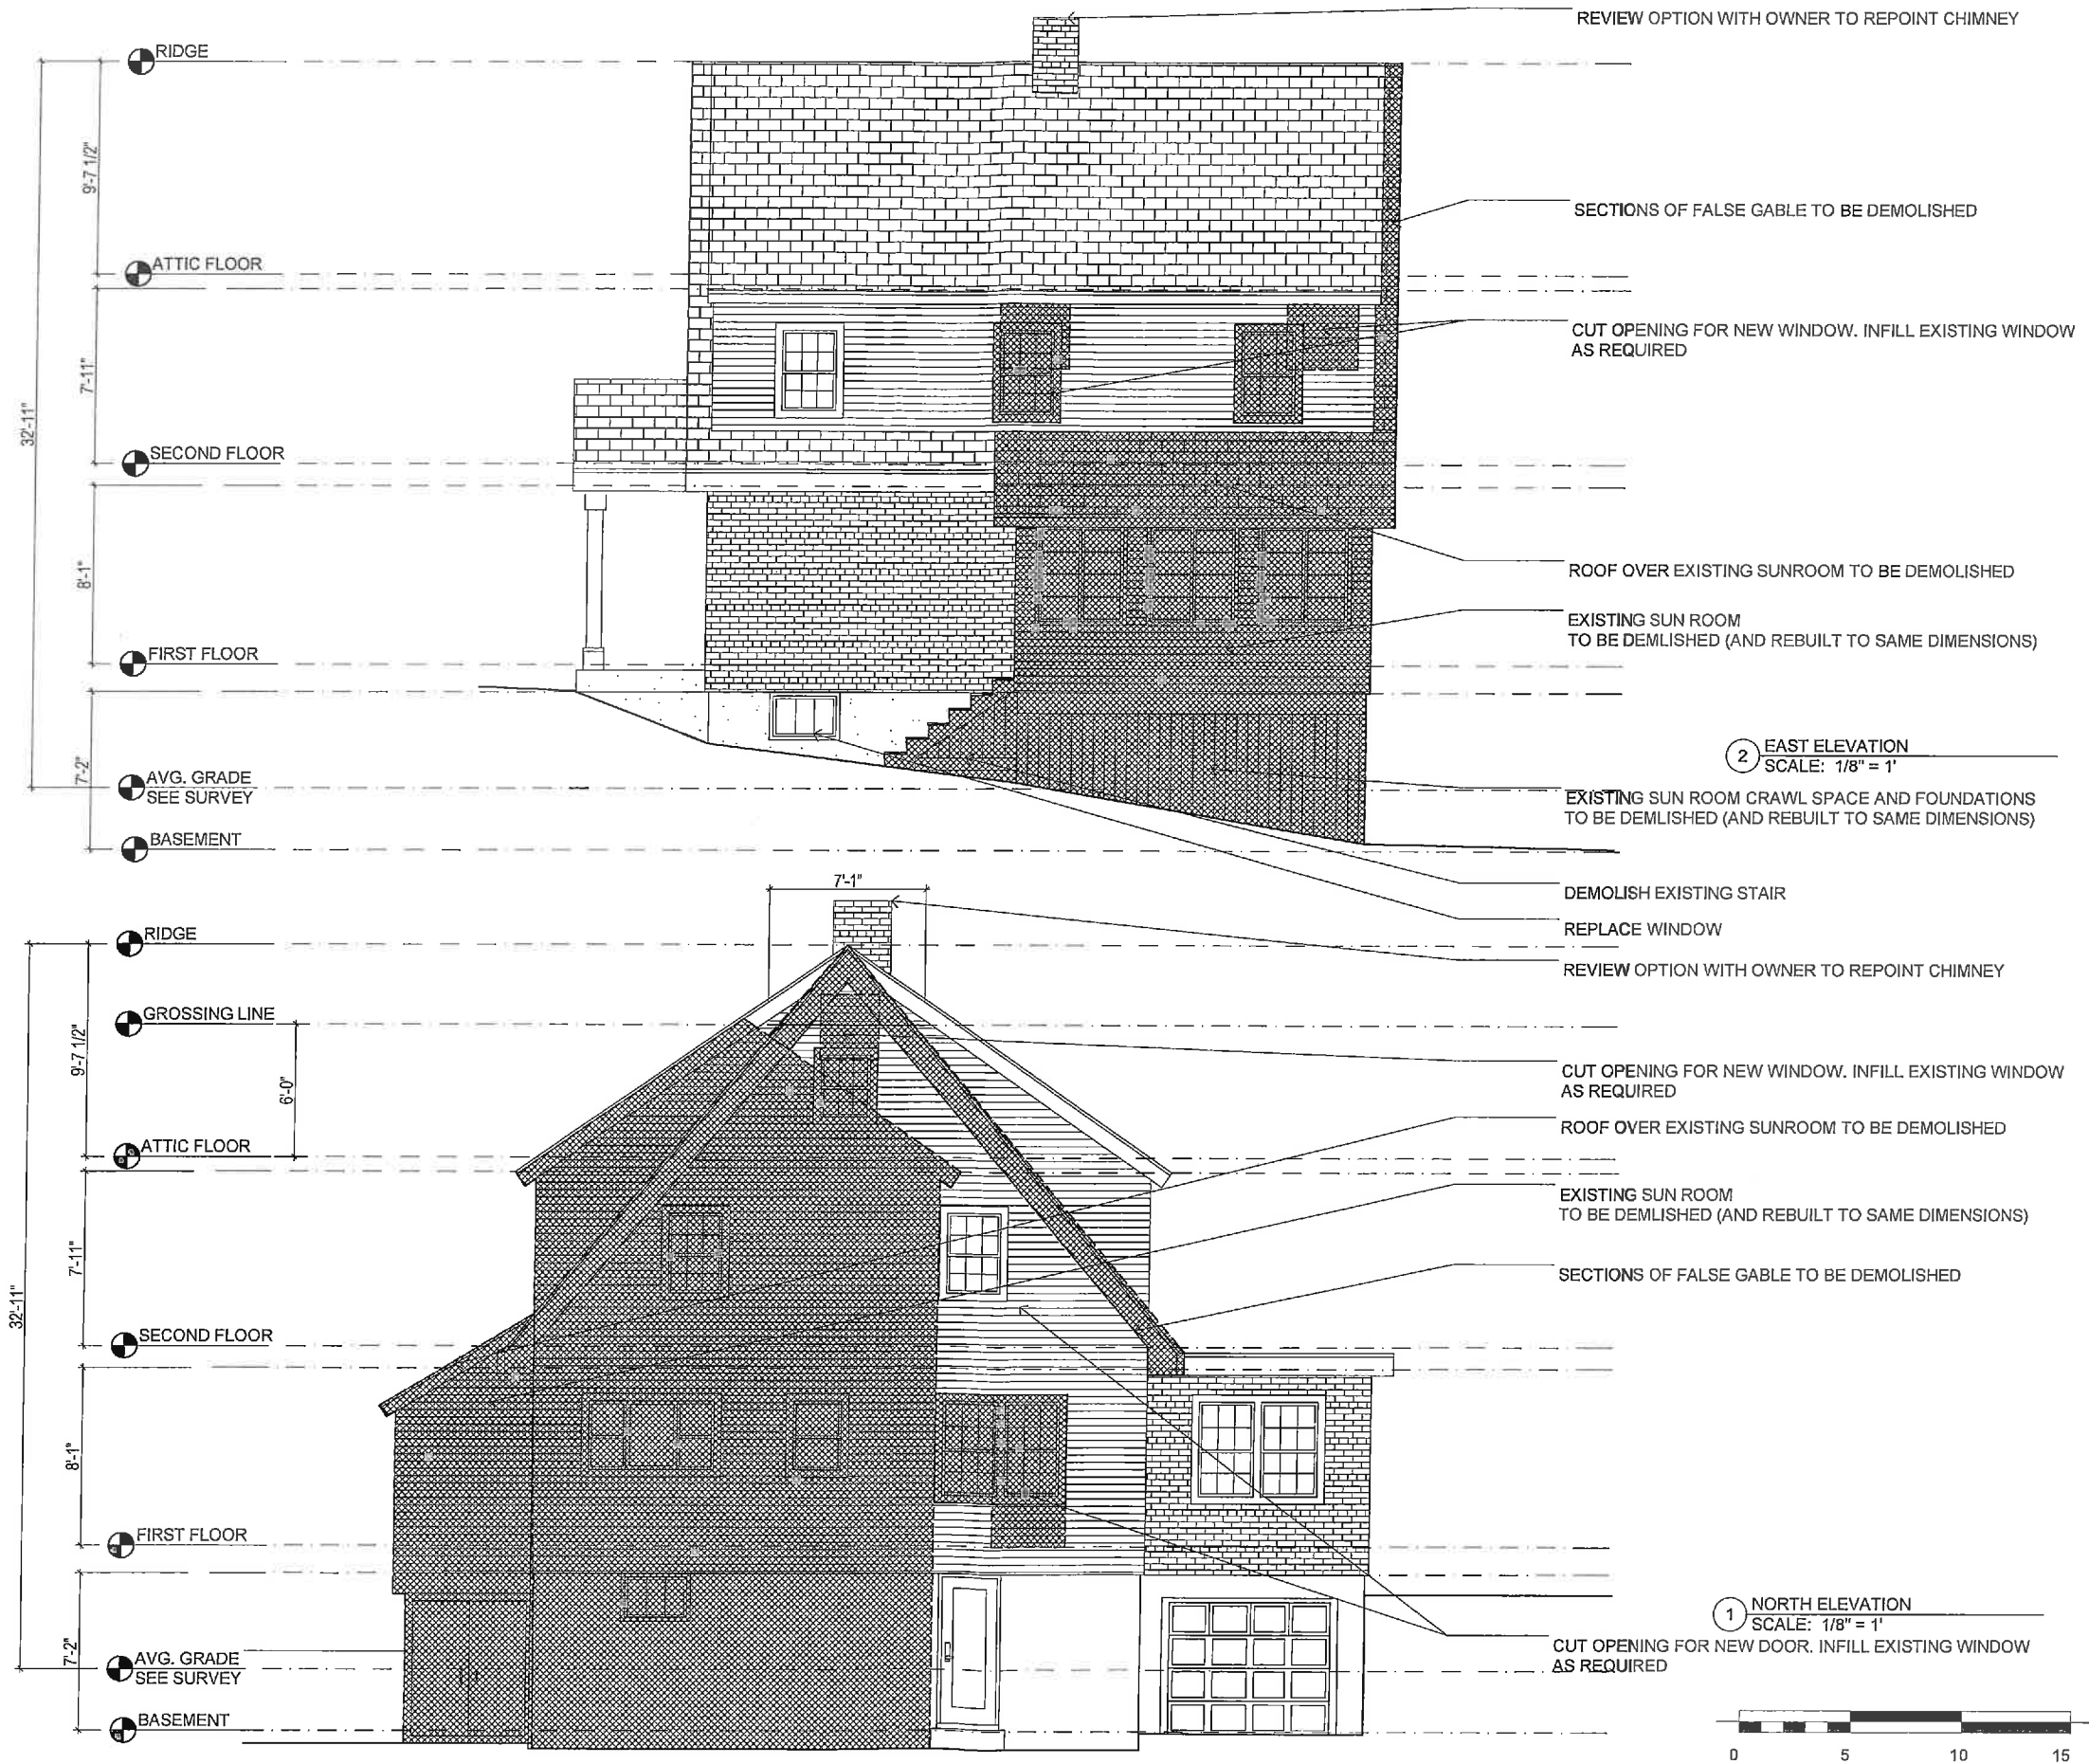 REVIEW OPTION WITH OWNER TO REPOINT CHIMNEY
RIDGE
9'-7 1/2"
SECTIONS OF FALSE GABLE TO BE DEMOLISHED
ATTIC FLOOR
CUT OPENING FOR NEW WINDOW. INFILL EXISTING WINDOW
AS REQUIRED
7'-11"
32'-11"
SECOND FLOOR
8'-1"
ROOF OVER EXISTING SUNROOM TO BE DEMOLISHED
EXISTING SUN ROOM
TO BE DEMLISHED (AND REBUILT TO SAME DIMENSIONS)
FIRST FLOOR
2
EAST ELEVATION
SCALE: 1/8" = 1'
7'-2"
AVG. GRADE
SEE SURVEY
EXISTING SUN ROOM CRAWL SPACE AND FOUNDATIONS
TO BE DEMLISHED (AND REBUILT TO SAME DIMENSIONS)
BASEMENT
DEMOLISH EXISTING STAIR
REPLACE WINDOW
7'-1"
RIDGE
REVIEW OPTION WITH OWNER TO REPOINT CHIMNEY
GROSSING LINE
9'-7 1/2"
6'-0"
CUT OPENING FOR NEW WINDOW. INFILL EXISTING WINDOW
AS REQUIRED
ROOF OVER EXISTING SUNROOM TO BE DEMOLISHED
ATTIC FLOOR
EXISTING SUN ROOM
TO BE DEMLISHED (AND REBUILT TO SAME DIMENSIONS)
7'-11"
SECTIONS OF FALSE GABLE TO BE DEMOLISHED
32'-11"
SECOND FLOOR
8'-1"
FIRST FLOOR
1
NORTH ELEVATION
SCALE: 1/8" = 1'
7'-2"
CUT OPENING FOR NEW DOOR. INFILL EXISTING WINDOW
AS REQUIRED
AVG. GRADE
SEE SURVEY
BASEMENT
0 5 10 15